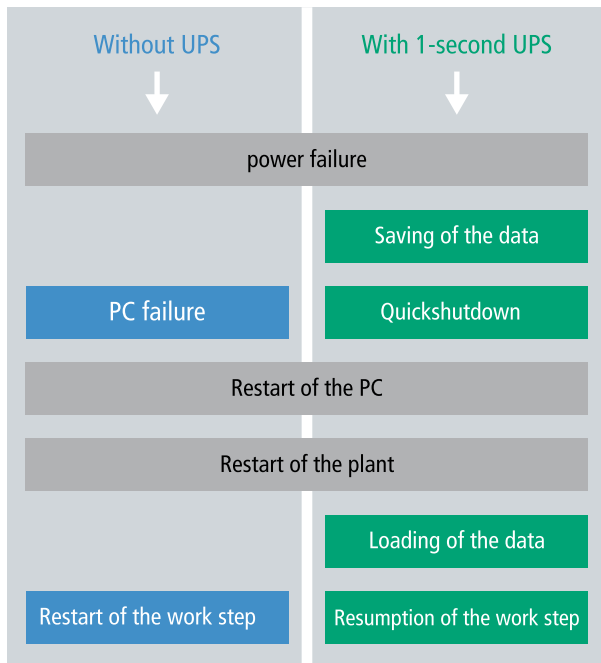 Without UPS
With 1-second UPS
power failure
Saving of the data
PC failure
Quickshutdown
Restart of the PC
Restart of the plant
Loading of the data
Restart of the work step
Resumption of the work step